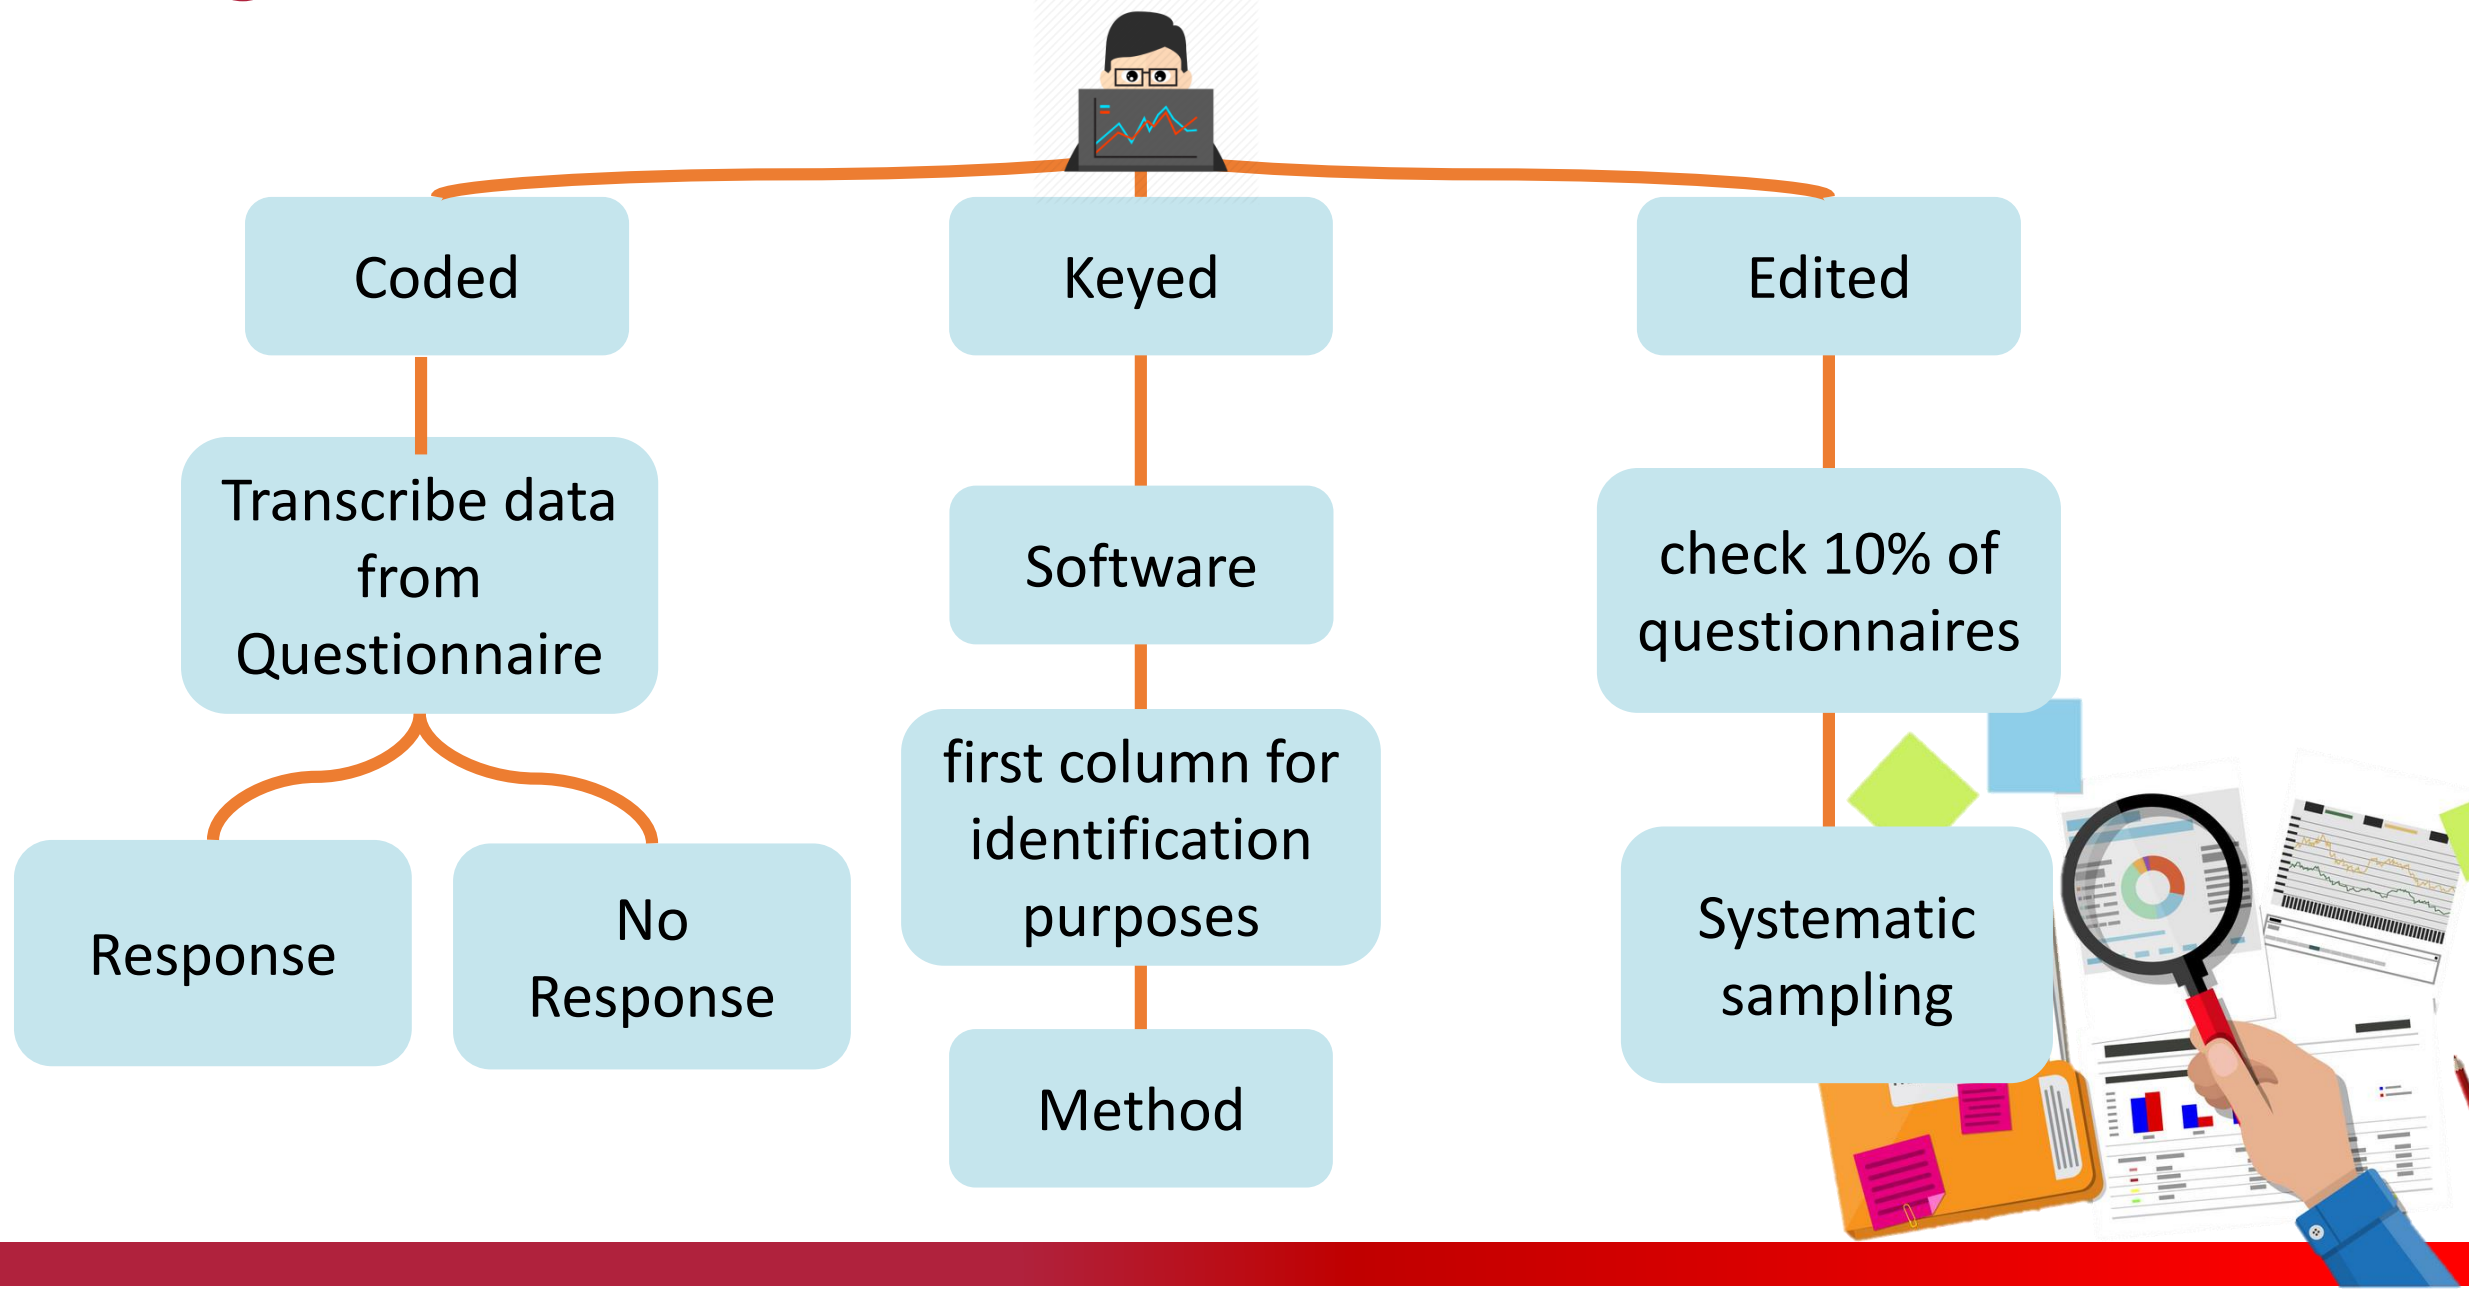 Coded
Keyed
Edited
Transcribe data
from
Questionnaire
Software
check 10% of
questionnaires
first column for
identification
purposes
Response
No
Response
Systematic
sampling
Method